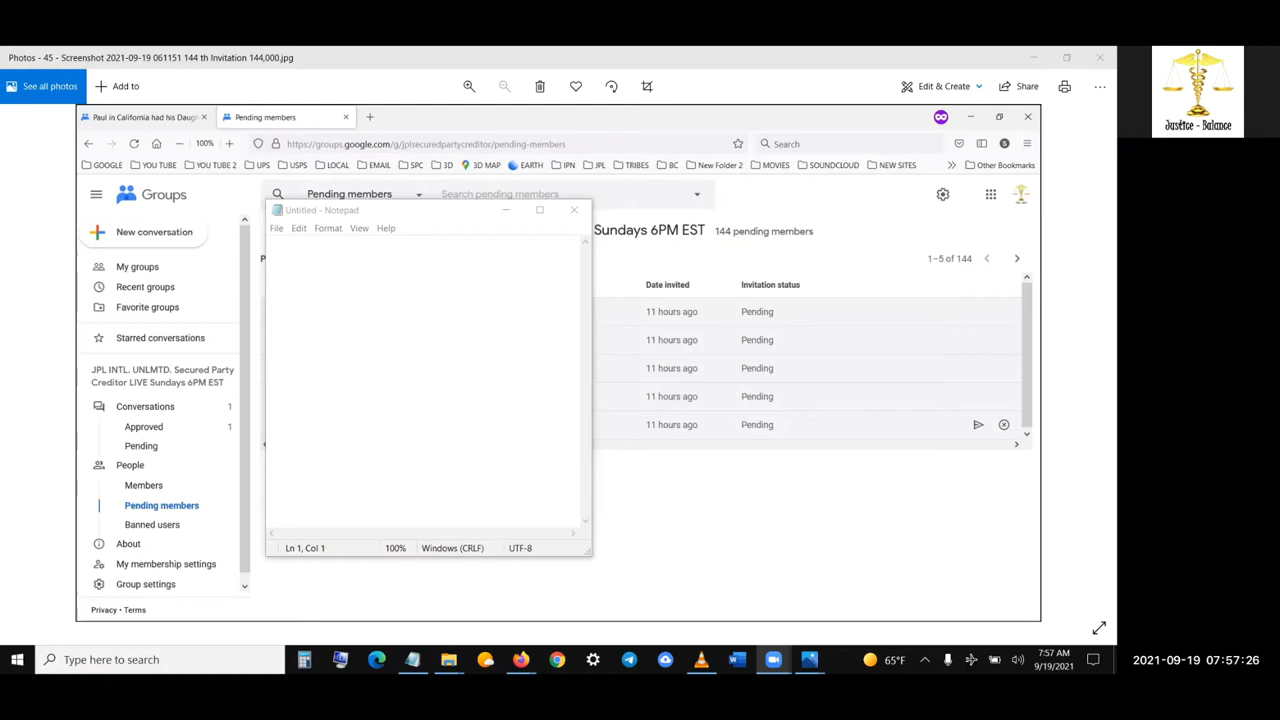 Photos - 45 - Screenshot 2021-09-19 061151 144 th Invitation 144,000.jpg
See all photos
Add to
Edit & Create
Share
Justice - Balance
Paul in California had his Daug
Pending members
100%
https://groups.google.com/g/jplsecuredpartycreditor/pending-members
Search
GOOGLE YOU TUBE YOU TUBE 2 UPS USPS LOCAL EMAIL SPC 3D 3D MAP EARTH IPN JPL TRIBES BC New Folder 2 MOVIES SOUNDCLOUD NEW SITES Other Bookmarks
Groups
Pending members
Search pending members
Untitled - Notepad
File Edit Format View Help
New conversation
Sundays 6PM EST 144 pending members
P
1–5 of 144
My groups
Recent groups
Favorite groups
Starred conversations
Date invited Invitation status
11 hours ago Pending
11 hours ago Pending
11 hours ago Pending
11 hours ago Pending
11 hours ago Pending
JPL INTL. UNLMTD. Secured Party
Creditor LIVE Sundays 6PM EST
Conversations 1
Approved 1
Pending
People
Members
Pending members
Banned users
About
My membership settings
Group settings
Privacy • Terms
Ln 1, Col 1 100% Windows (CRLF) UTF-8
Type here to search
65°F
7:57 AM
9/19/2021
2021-09-19 07:57:26